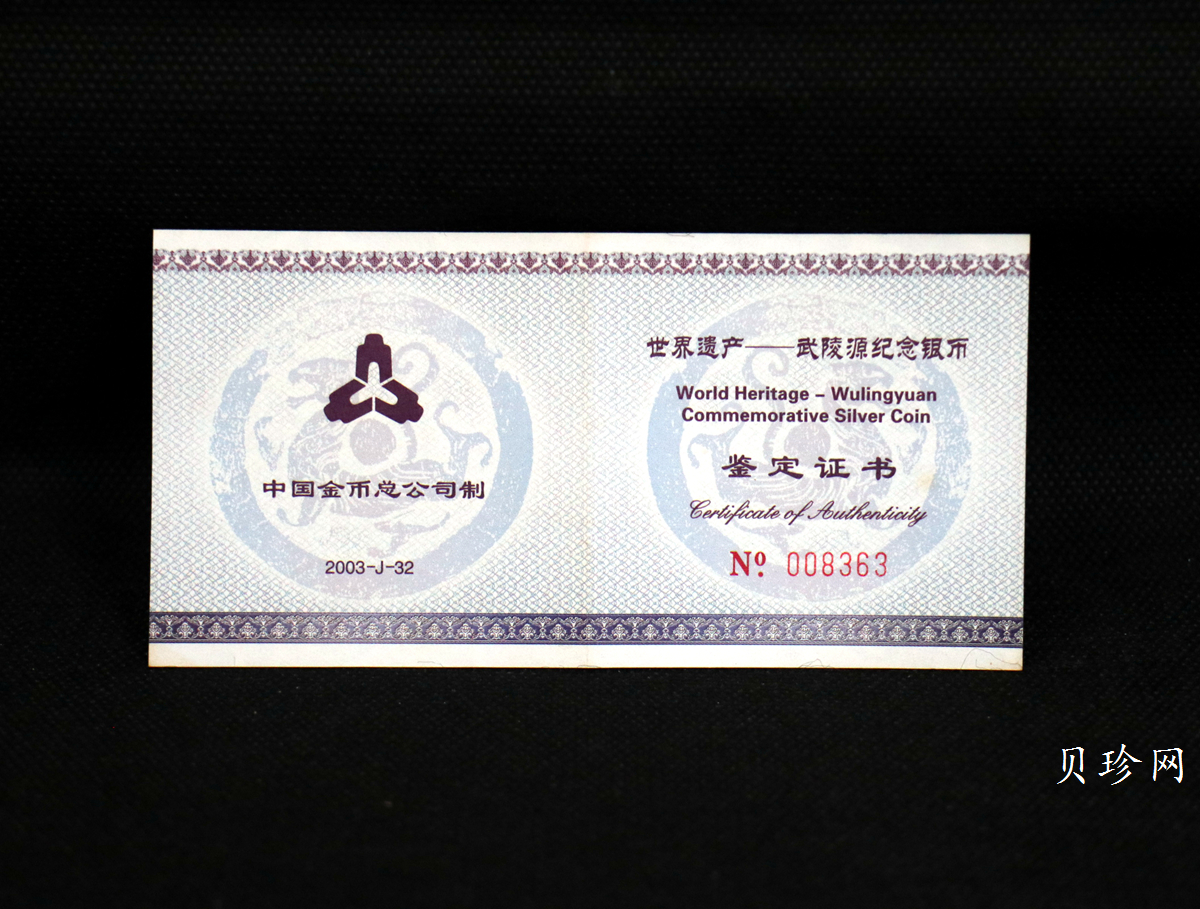 中国金币总公司制
2003-J-32
世界遗产——武陵源纪念银币
World Heritage – Wulingyuan
Commemorative Silver Coin
鉴定证书
Certificate of Authenticity
Nº 008363
贝珍网